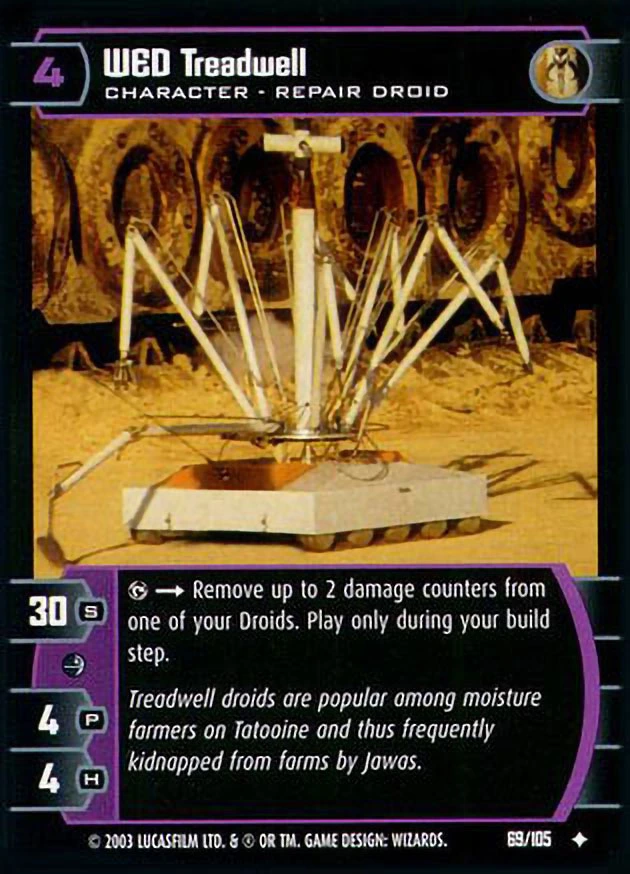 4
WED Treadwell
CHARACTER - REPAIR DROID
30 S
4 P
4 H
→ Remove up to 2 damage counters from
one of your Droids. Play only during your build
step.
Treadwell droids are popular among moisture
farmers on Tatooine and thus frequently
kidnapped from farms by Jawas.
© 2003 LUCASFILM LTD. & ® OR TM. GAME DESIGN: WIZARDS.
69/105